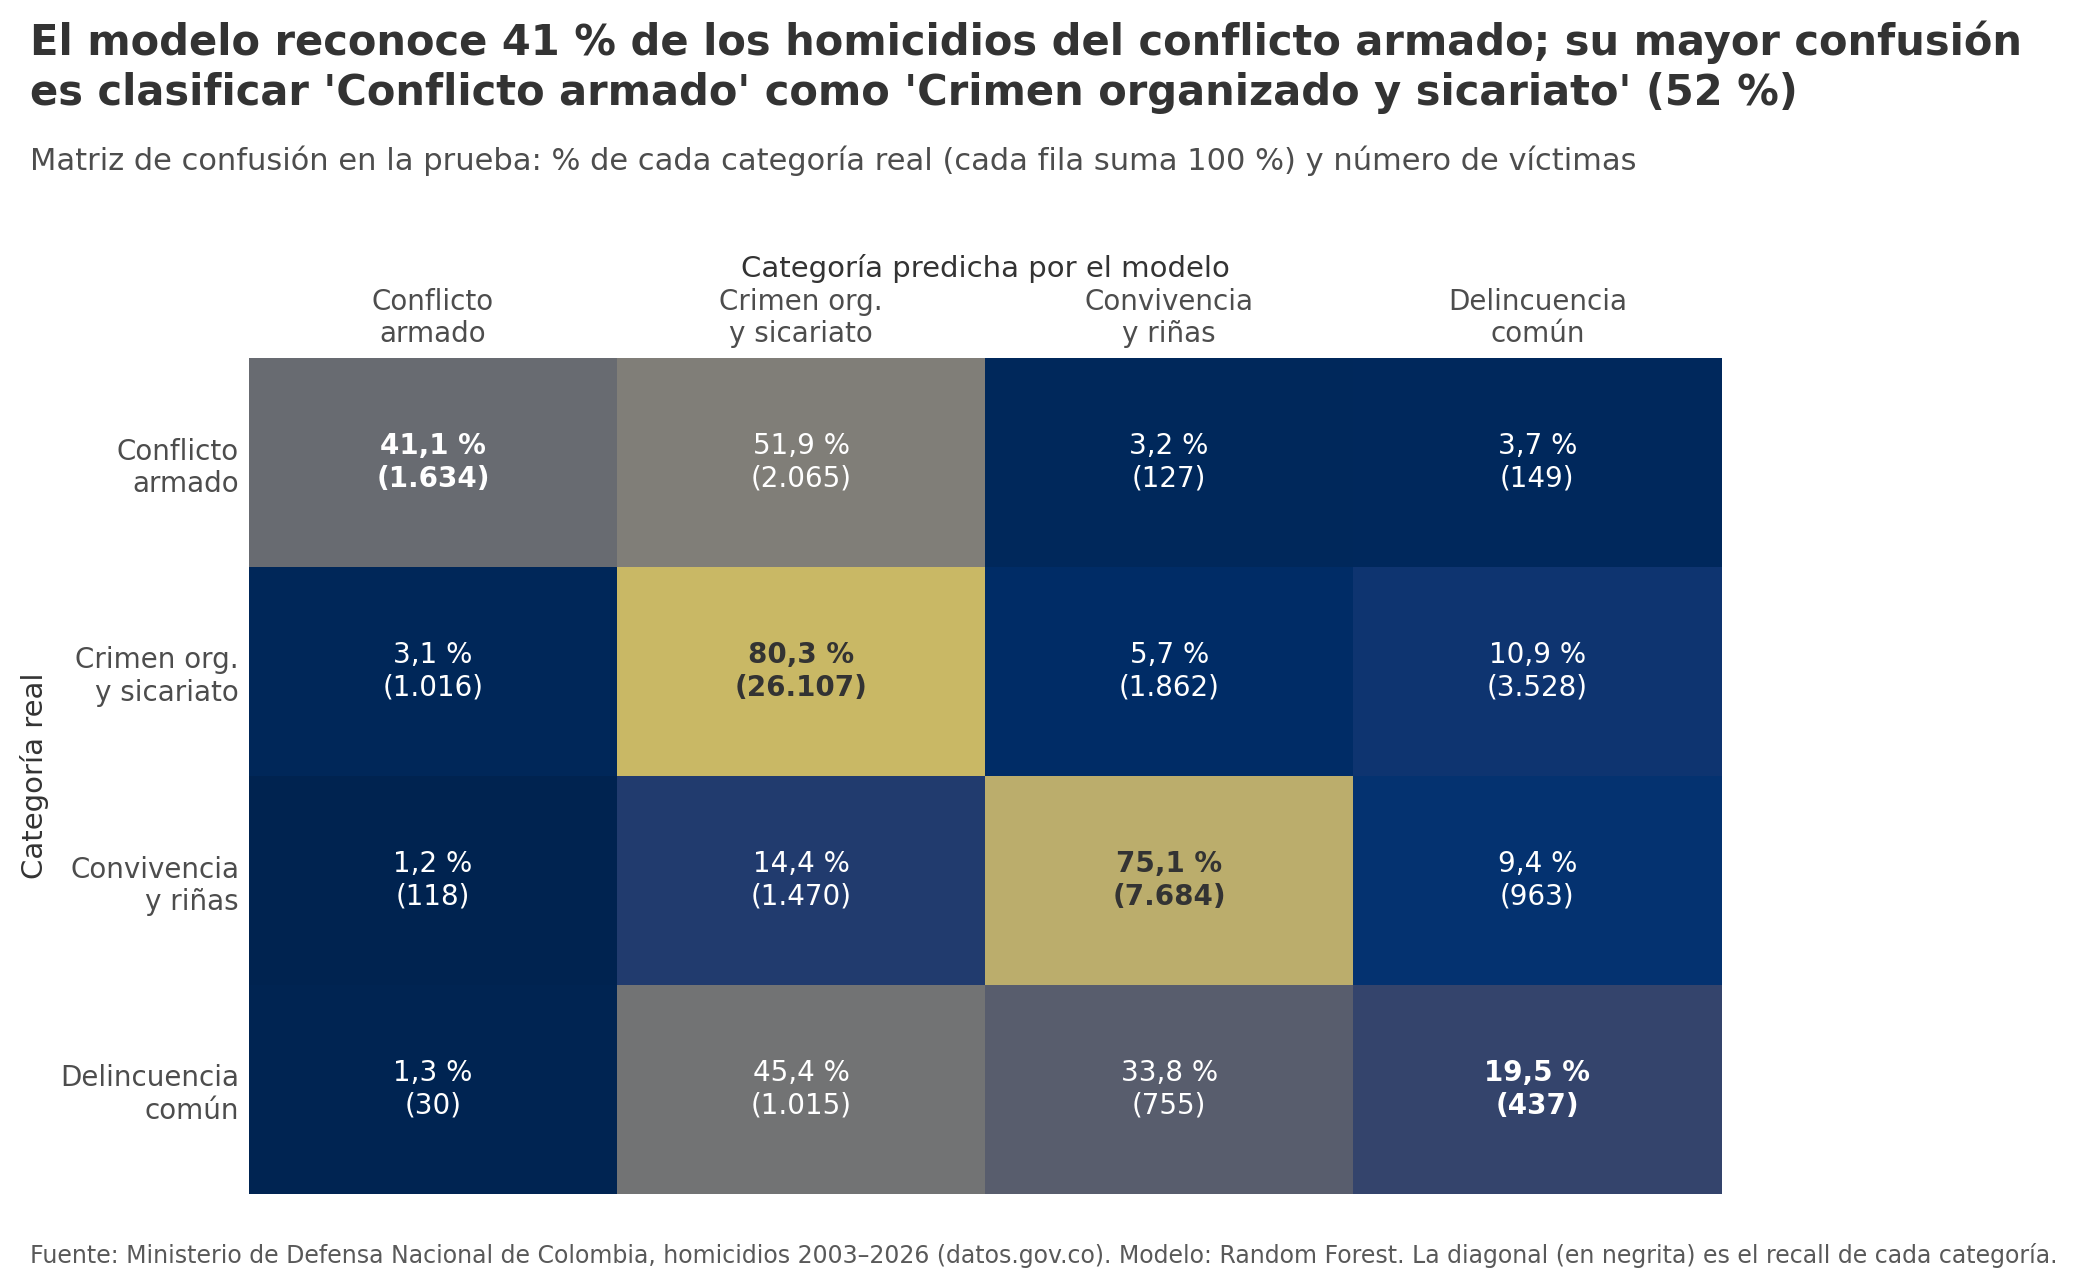 El modelo reconoce 41 % de los homicidios del conflicto armado; su mayor confusión
es clasificar 'Conflicto armado' como 'Crimen organizado y sicariato' (52 %)
Matriz de confusión en la prueba: % de cada categoría real (cada fila suma 100 %) y número de víctimas
Categoría predicha por el modelo
Conflicto
armado
Crimen org.
y sicariato
Convivencia
y riñas
Delincuencia
común
Categoría real
Conflicto
armado
41,1 %
(1.634)
51,9 %
(2.065)
3,2 %
(127)
3,7 %
(149)
Crimen org.
y sicariato
3,1 %
(1.016)
80,3 %
(26.107)
5,7 %
(1.862)
10,9 %
(3.528)
Convivencia
y riñas
1,2 %
(118)
14,4 %
(1.470)
75,1 %
(7.684)
9,4 %
(963)
Delincuencia
común
1,3 %
(30)
45,4 %
(1.015)
33,8 %
(755)
19,5 %
(437)
Fuente: Ministerio de Defensa Nacional de Colombia, homicidios 2003–2026 (datos.gov.co). Modelo: Random Forest. La diagonal (en negrita) es el recall de cada categoría.